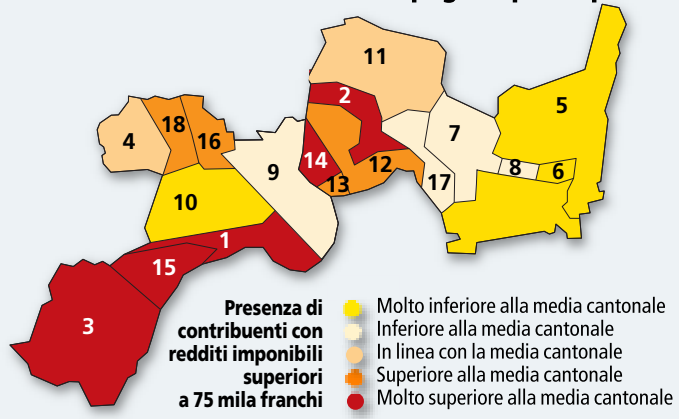 11
2
5
4
18
16
7
14
12
9
8
6
13
17
10
1
15
3
Presenza di
contribuenti con
redditi imponibili
superiori
a 75 mila franchi
Molto inferiore alla media cantonale
Inferiore alla media cantonale
In linea con la media cantonale
Superiore alla media cantonale
Molto superiore alla media cantonale